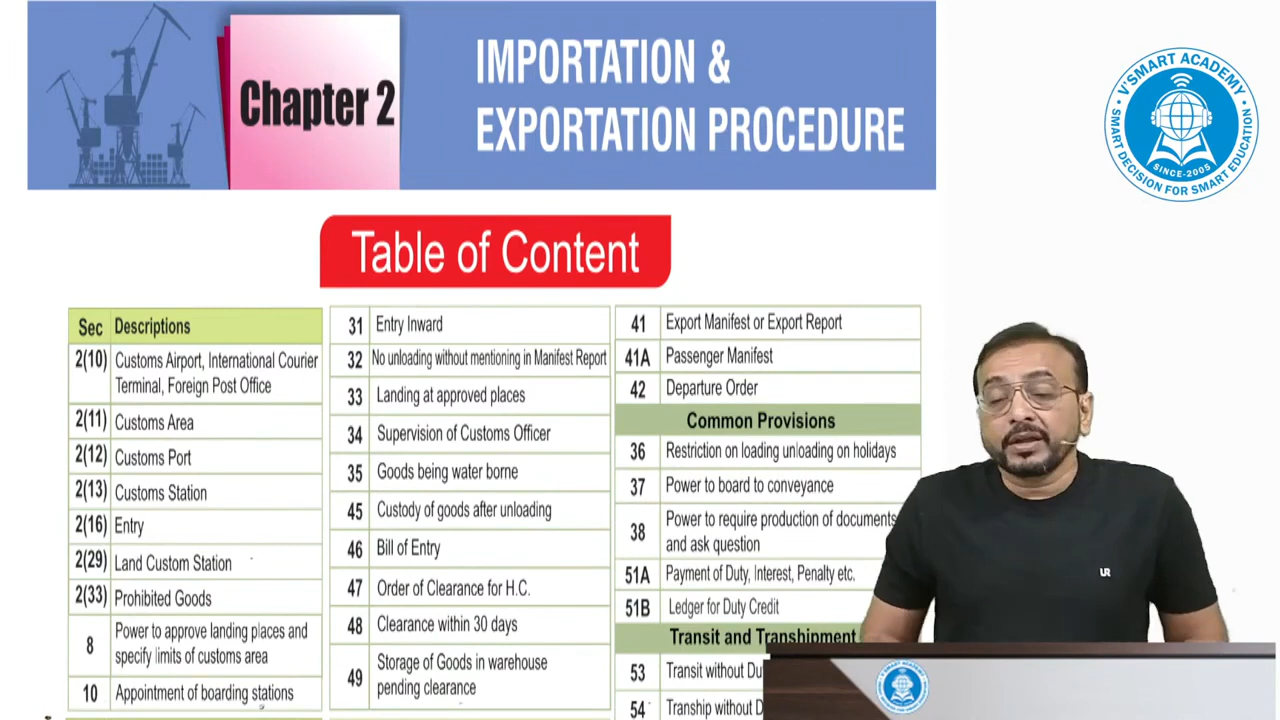 Chapter 2
IMPORTATION &
EXPORTATION PROCEDURE
V'SMART ACADEMY
SMART DECISION FOR SMART EDUCATION
SINCE-2005
Table of Content
Sec Descriptions
2(10) Customs Airport, International Courier
Terminal, Foreign Post Office
2(11) Customs Area
2(12) Customs Port
2(13) Customs Station
2(16) Entry
2(29) Land Custom Station
2(33) Prohibited Goods
8 Power to approve landing places and
specify limits of customs area
10 Appointment of boarding stations
31 Entry Inward
32 No unloading without mentioning in Manifest Report
33 Landing at approved places
34 Supervision of Customs Officer
35 Goods being water borne
45 Custody of goods after unloading
46 Bill of Entry
47 Order of Clearance for H.C.
48 Clearance within 30 days
49 Storage of Goods in warehouse
pending clearance
41 Export Manifest or Export Report
41A Passenger Manifest
42 Departure Order
Common Provisions
36 Restriction on loading unloading on holidays
37 Power to board to conveyance
38 Power to require production of documents
and ask question
51A Payment of Duty, Interest, Penalty etc.
51B Ledger for Duty Credit
Transit and Transhipment
53 Transit without Du
54 Tranship without D
UR